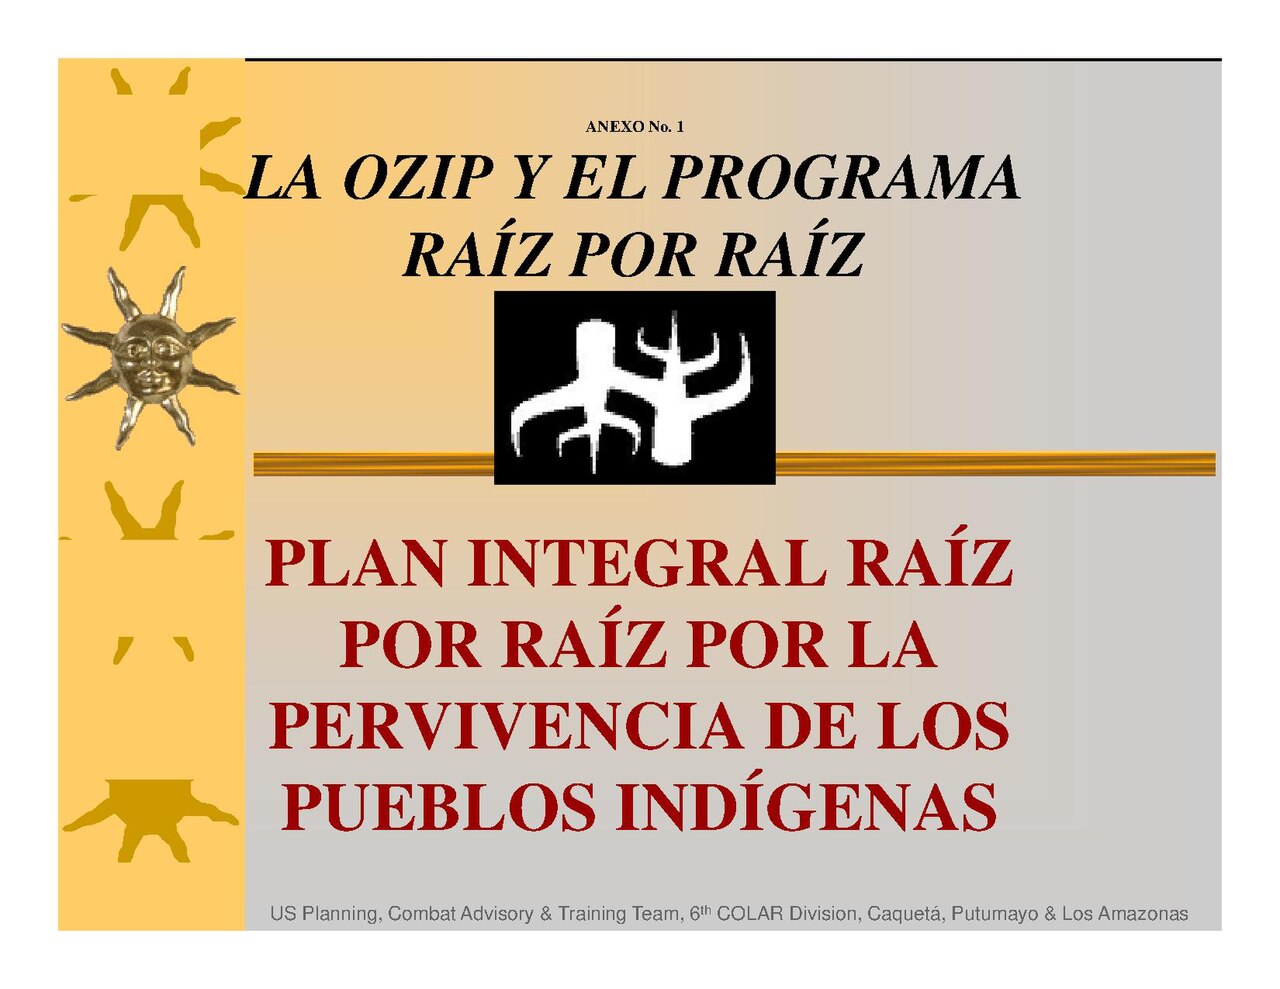 ANEXO No. 1
LA OZIP Y EL PROGRAMA
RAÍZ POR RAÍZ
PLAN INTEGRAL RAÍZ
POR RAÍZ POR LA
PERVIVENCIA DE LOS
PUEBLOS INDÍGENAS
US Planning, Combat Advisory & Training Team, 6th COLAR Division, Caquetá, Putumayo & Los Amazonas